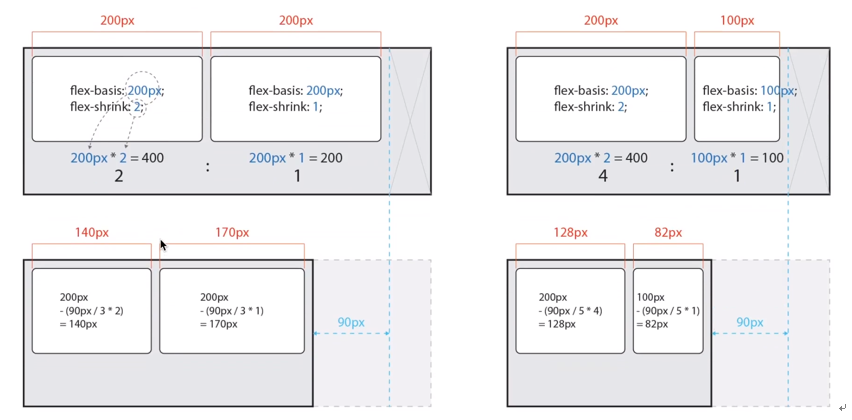 200px
200px
flex-basis: 200px;
flex-shrink: 2;
flex-basis: 200px;
flex-shrink: 1;
200px * 2 = 400
2
:
200px * 1 = 200
1
200px
100px
flex-basis: 200px;
flex-shrink: 2;
flex-basis: 100px;
flex-shrink: 1;
200px * 2 = 400
4
:
100px * 1 = 100
1
140px
170px
200px
- (90px / 3 * 2)
= 140px
200px
- (90px / 3 * 1)
= 170px
90px
128px
82px
200px
- (90px / 5 * 4)
= 128px
100px
- (90px / 5 * 1)
= 82px
90px